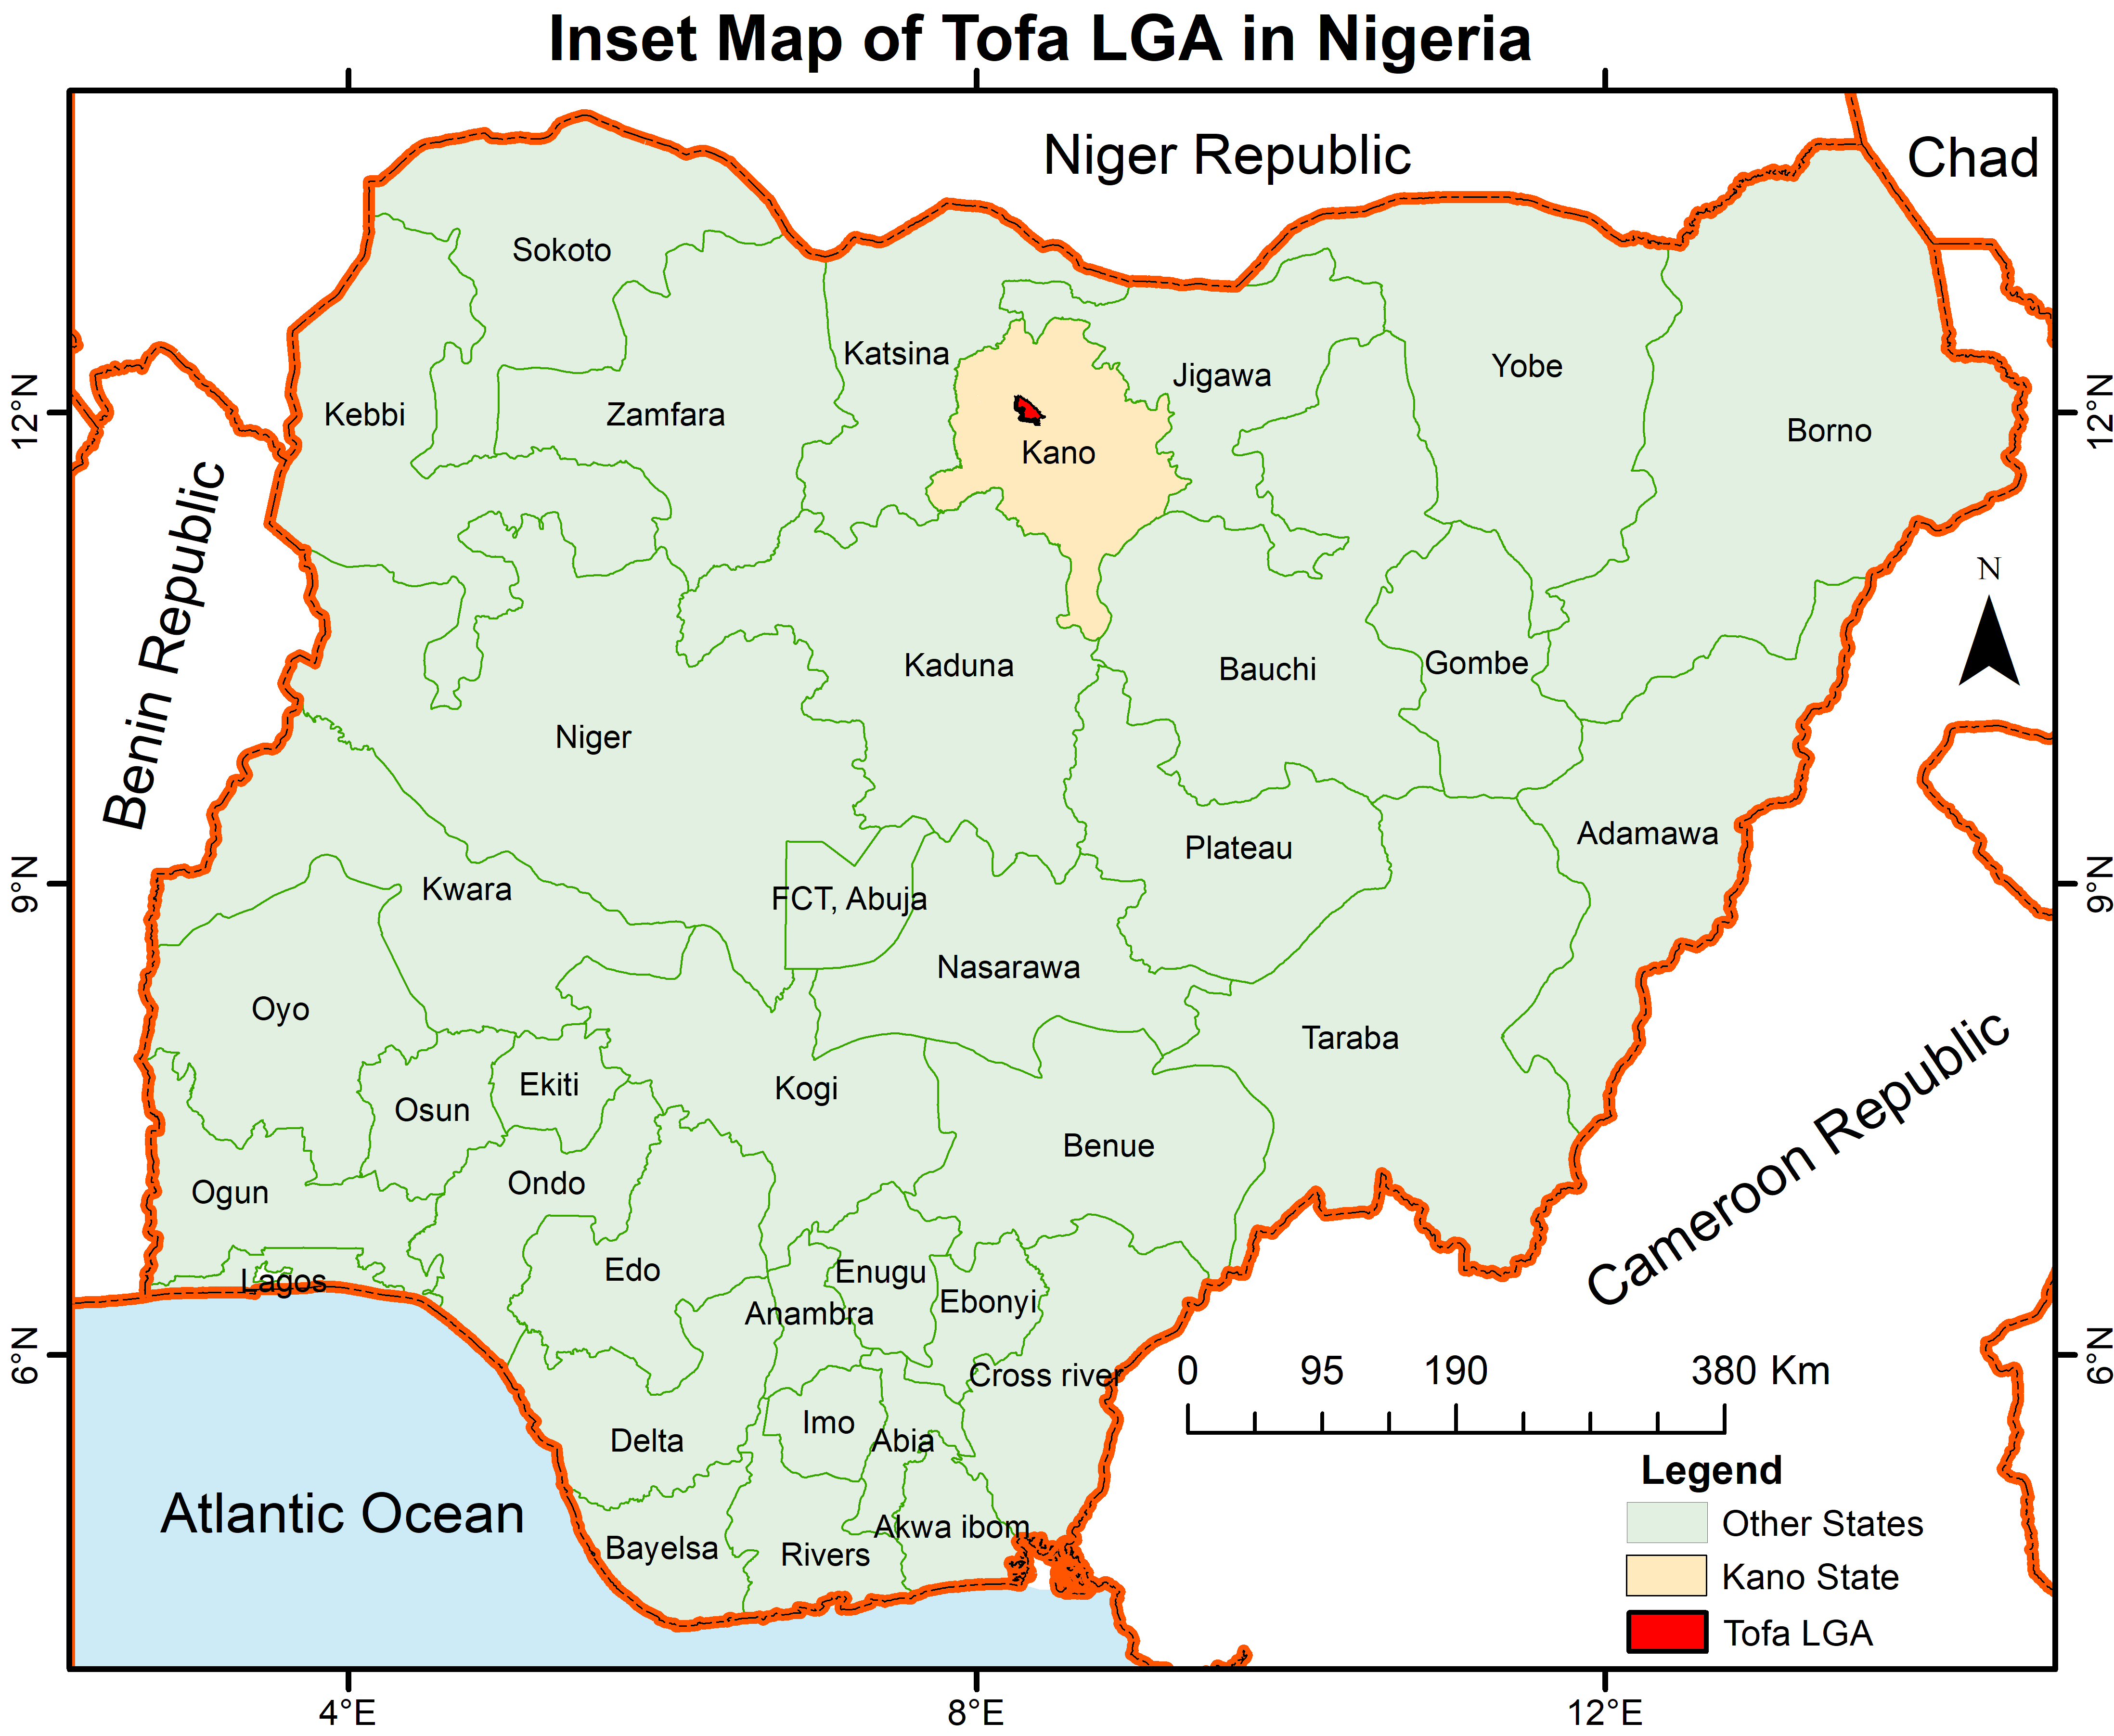 Inset Map of Tofa LGA in Nigeria
Niger Republic
Chad
Sokoto
Katsina
Jigawa
Yobe
Kebbi
Zamfara
Kano
Borno
12°N
12°N
Benin Republic
N
Kaduna
Bauchi
Gombe
Niger
Adamawa
Plateau
Kwara
FCT, Abuja
9°N
9°N
Nasarawa
Oyo
Taraba
Kogi
Ekiti
Osun
Benue
Cameroon Republic
Ondo
Ogun
Edo
Enugu
Lagos
Anambra
Ebonyi
6°N
6°N
Cross river
0 95 190 380 Km
Imo
Abia
Delta
Legend
Atlantic Ocean
Akwa ibom
Other States
Bayelsa
Rivers
Kano State
Tofa LGA
4°E 8°E 12°E